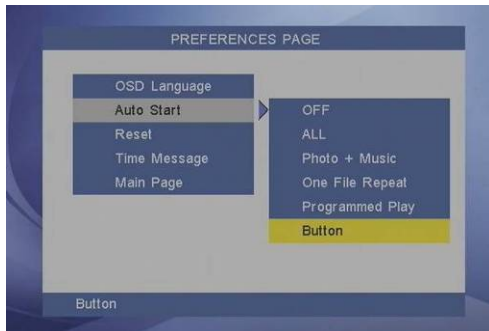 PREFERENCES PAGE
OSD Language
Auto Start
Reset
Time Message
Main Page
OFF
ALL
Photo + Music
One File Repeat
Programmed Play
Button
Button